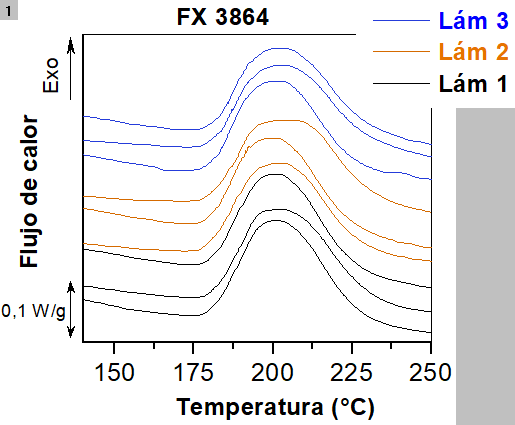 1
FX 3864
Lám 3
Lám 2
Lám 1
Exo
Flujo de calor
0,1 W/g
150 175 200 225 250
Temperatura (°C)